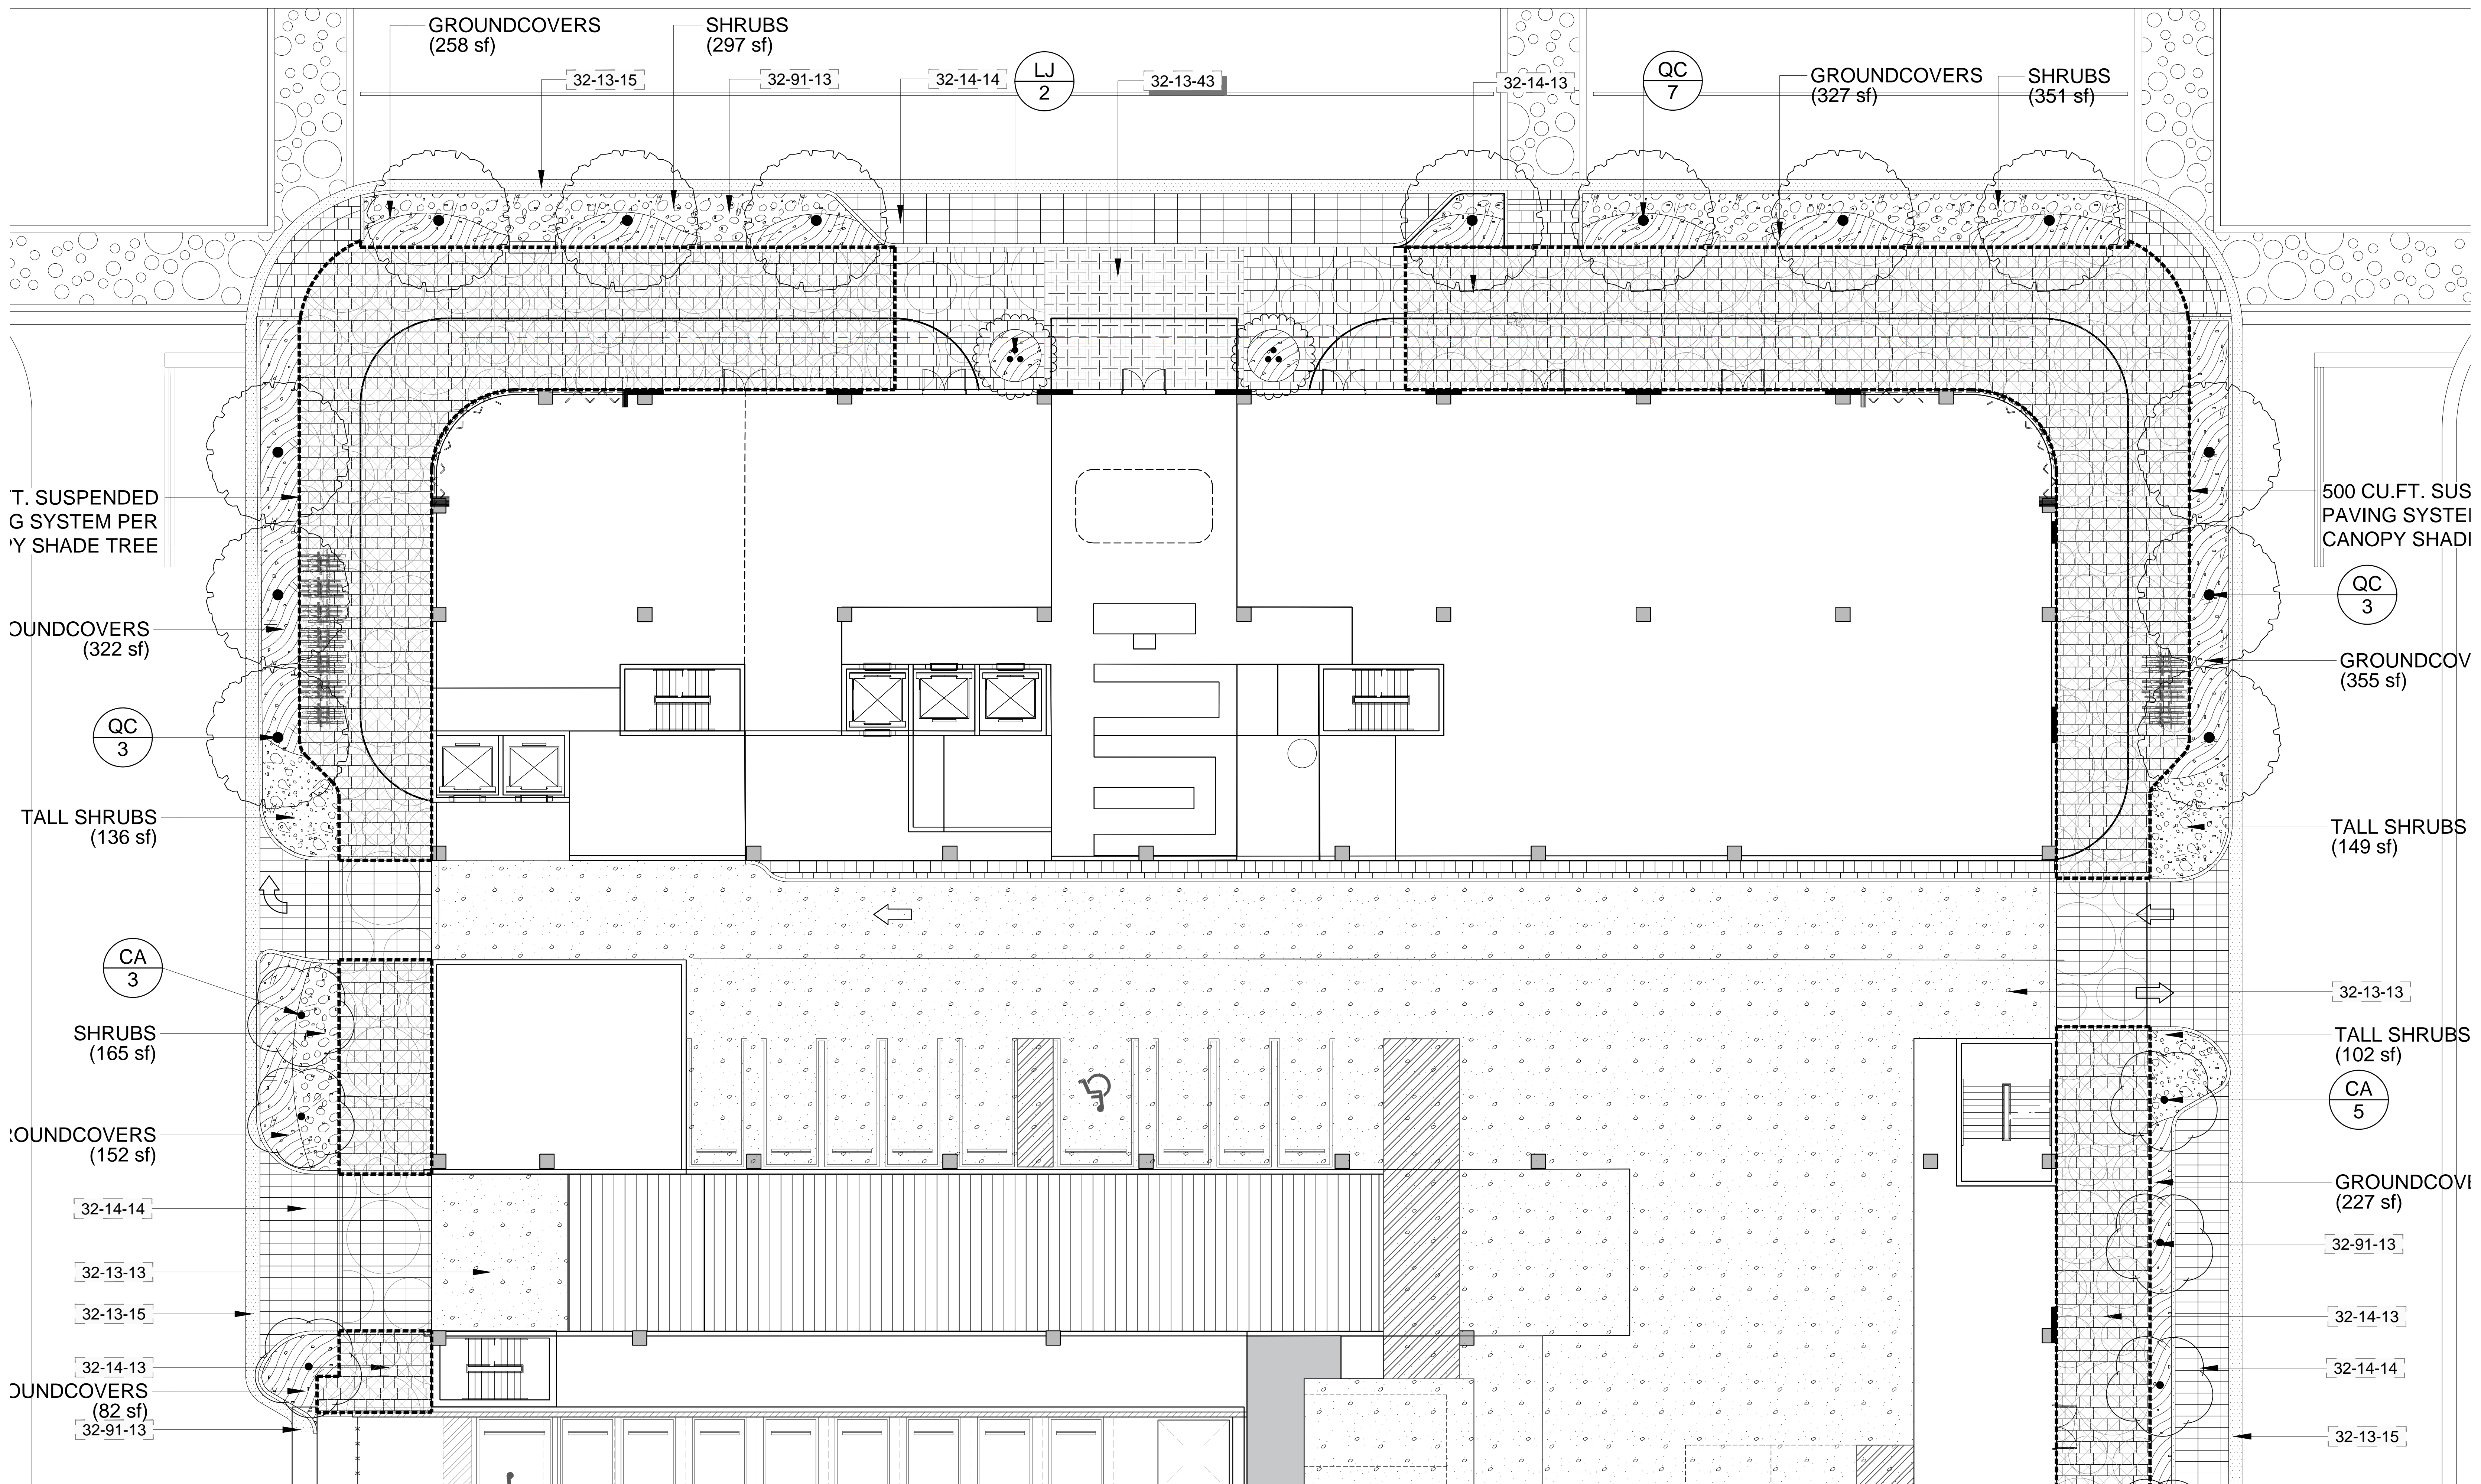 GROUNDCOVERS
(258 sf)
SHRUBS
(297 sf)
32-13-15
32-91-13
32-14-14
LJ
2
32-13-43
32-14-13
QC
7
GROUNDCOVERS
(327 sf)
SHRUBS
(351 sf)
T. SUSPENDED
G SYSTEM PER
PY SHADE TREE
OUNDCOVERS
(322 sf)
QC
3
TALL SHRUBS
(136 sf)
CA
3
SHRUBS
(165 sf)
ROUNDCOVERS
(152 sf)
32-14-14
32-13-13
32-13-15
32-14-13
OUNDCOVERS
(82 sf)
32-91-13
500 CU.FT. SUS
PAVING SYSTE
CANOPY SHAD
QC
3
GROUNDCOV
(355 sf)
TALL SHRUBS
(149 sf)
32-13-13
TALL SHRUBS
(102 sf)
CA
5
GROUNDCOV
(227 sf)
32-91-13
32-14-13
32-14-14
32-13-15